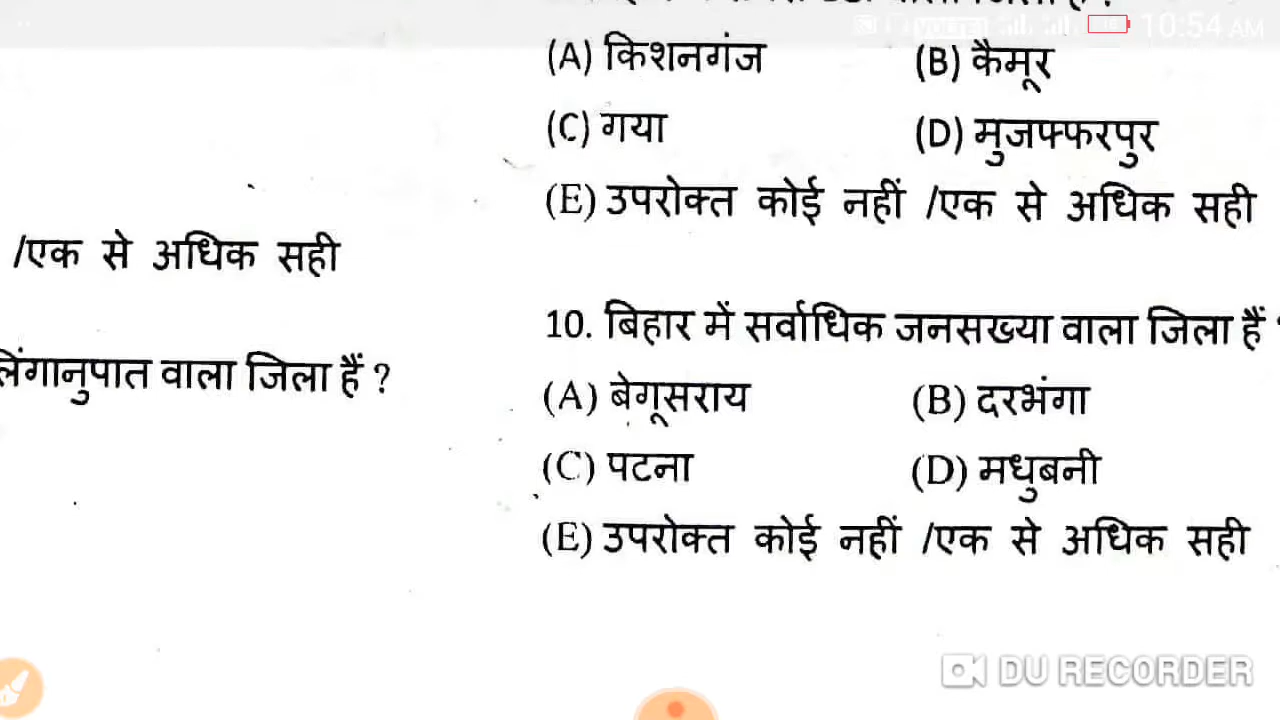 10:54 AM
(A) किशनगंज (B) कैमूर
(C) गया (D) मुजफ्फरपुर
(E) उपरोक्त कोई नहीं /एक से अधिक सही
/एक से अधिक सही
लिंगानुपात वाला जिला हैं ?
10. बिहार में सर्वाधिक जनसख्या वाला जिला हैं
(A) बेगूसराय (B) दरभंगा
(C) पटना (D) मधुबनी
(E) उपरोक्त कोई नहीं /एक से अधिक सही
DU RECORDER